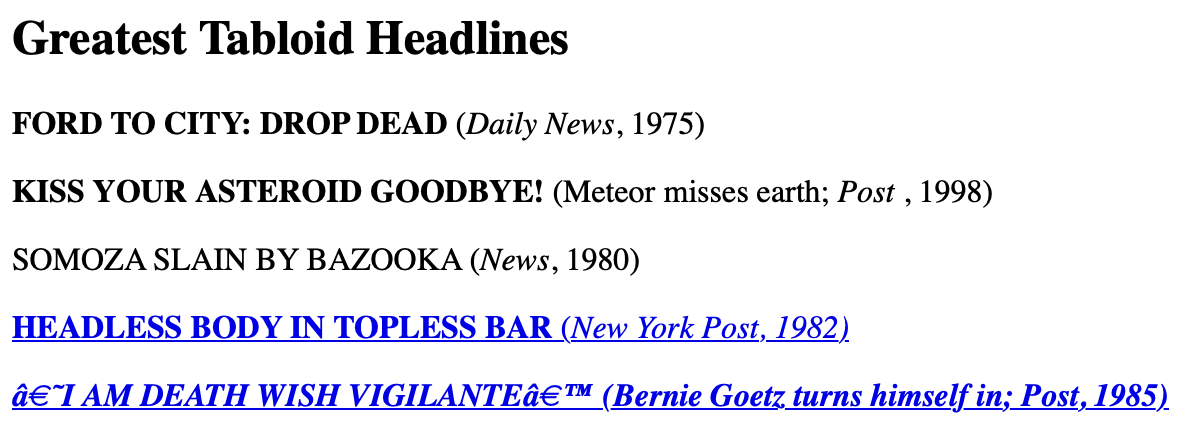 Greatest Tabloid Headlines
FORD TO CITY: DROP DEAD (Daily News, 1975)
KISS YOUR ASTEROID GOODBYE! (Meteor misses earth; Post , 1998)
SOMOZA SLAIN BY BAZOOKA (News, 1980)
HEADLESS BODY IN TOPLESS BAR (New York Post, 1982)
â€˜I AM DEATH WISH VIGILANTEâ€™ (Bernie Goetz turns himself in; Post, 1985)